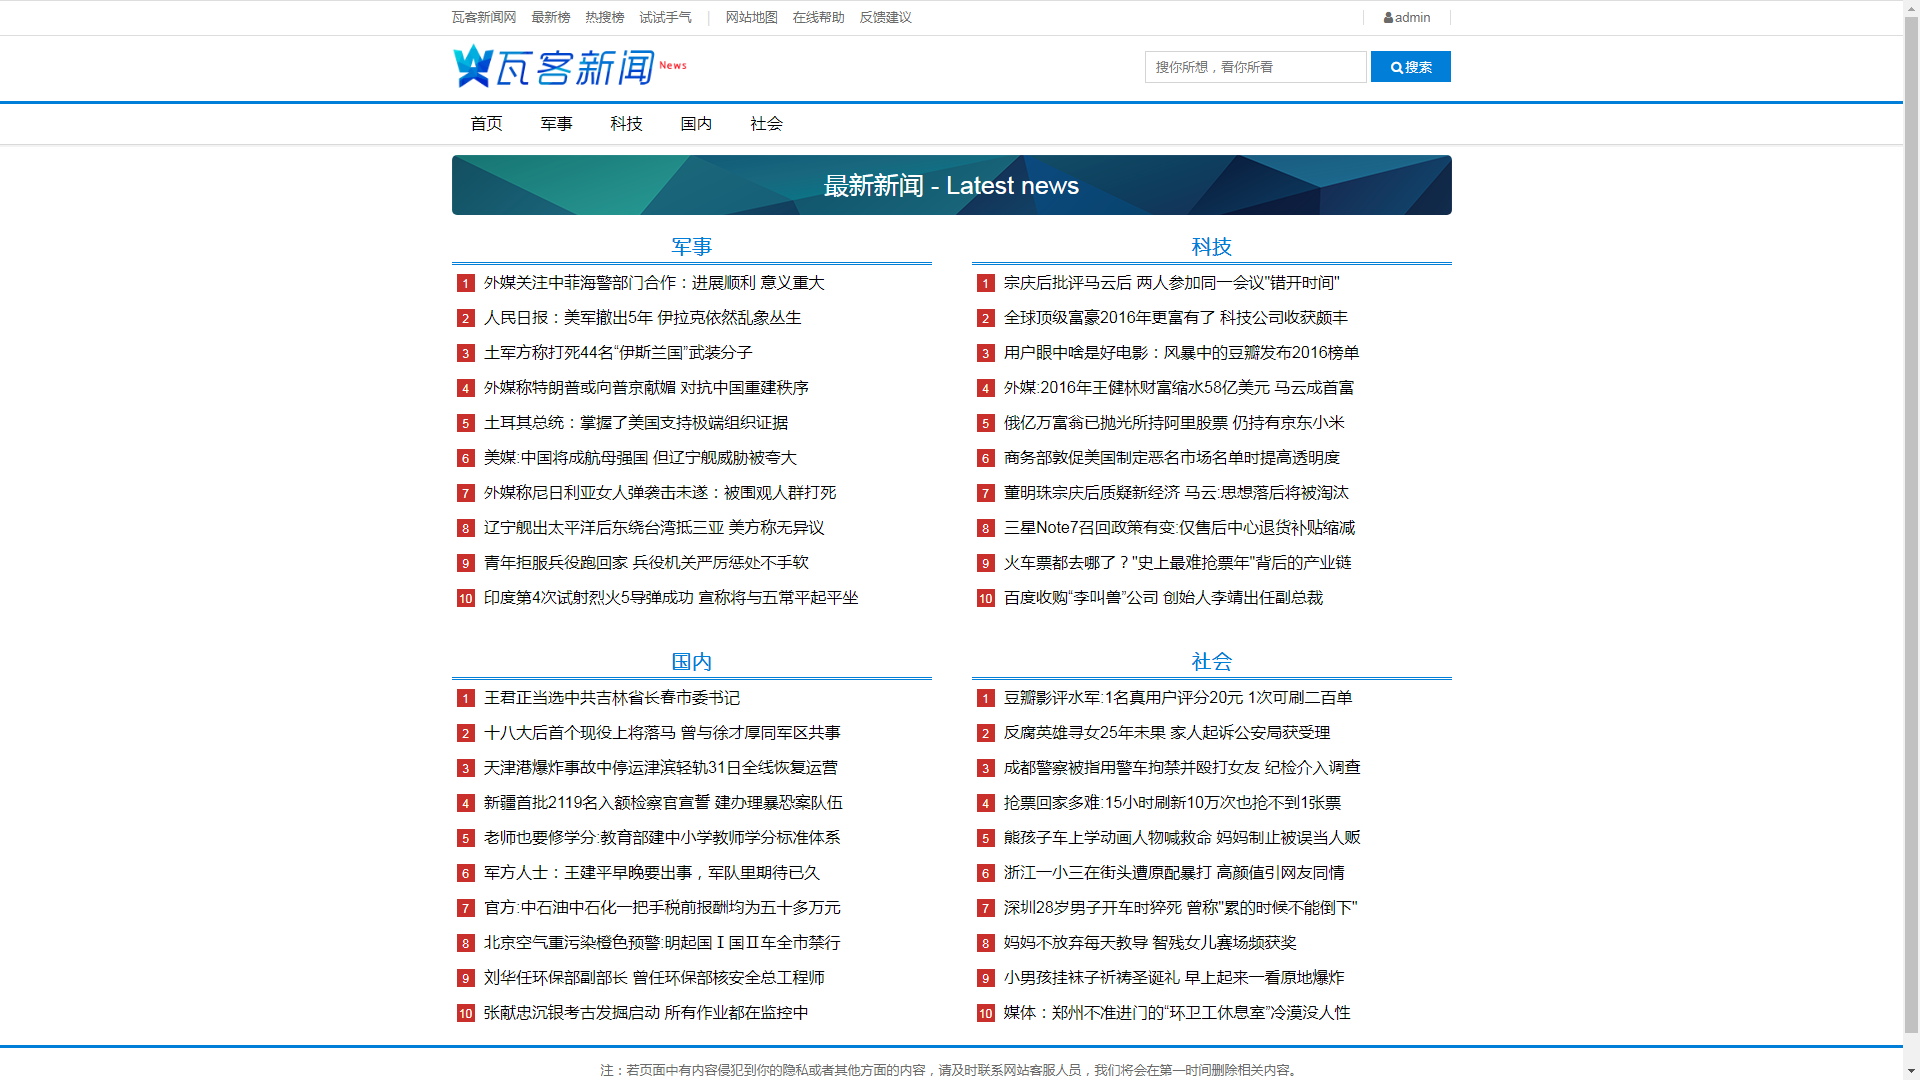 瓦客新闻网 最新榜 热搜榜 试试手气 | 网站地图 在线帮助 反馈建议 admin
瓦客新闻 News
搜你所想，看你所看 搜索
首页 军事 科技 国内 社会
最新新闻 - Latest news
军事
1 外媒关注中菲海警部门合作：进展顺利 意义重大
2 人民日报：美军撤出5年 伊拉克依然乱象丛生
3 土军方称打死44名“伊斯兰国”武装分子
4 外媒称特朗普或向普京献媚 对抗中国重建秩序
5 土耳其总统：掌握了美国支持极端组织证据
6 美媒:中国将成航母强国 但辽宁舰威胁被夸大
7 外媒称尼日利亚女人弹袭击未遂：被围观人群打死
8 辽宁舰出太平洋后东绕台湾抵三亚 美方称无异议
9 青年拒服兵役跑回家 兵役机关严厉惩处不手软
10 印度第4次试射烈火5导弹成功 宣称将与五常平起平坐
科技
1 宗庆后批评马云后 两人参加同一会议"错开时间"
2 全球顶级富豪2016年更富有了 科技公司收获颇丰
3 用户眼中啥是好电影：风暴中的豆瓣发布2016榜单
4 外媒:2016年王健林财富缩水58亿美元 马云成首富
5 俄亿万富翁已抛光所持阿里股票 仍持有京东小米
6 商务部敦促美国制定恶名市场名单时提高透明度
7 董明珠宗庆后质疑新经济 马云:思想落后将被淘汰
8 三星Note7召回政策有变:仅售后中心退货补贴缩减
9 火车票都去哪了？"史上最难抢票年"背后的产业链
10 百度收购“李叫兽”公司 创始人李靖出任副总裁
国内
1 王君正当选中共吉林省长春市委书记
2 十八大后首个现役上将落马 曾与徐才厚同军区共事
3 天津港爆炸事故中停运津滨轻轨31日全线恢复运营
4 新疆首批2119名入额检察官宣誓 建办理暴恐案队伍
5 老师也要修学分:教育部建中小学教师学分标准体系
6 军方人士：王建平早晚要出事，军队里期待已久
7 官方:中石油中石化一把手税前报酬均为五十多万元
8 北京空气重污染橙色预警:明起国Ⅰ国Ⅱ车全市禁行
9 刘华任环保部副部长 曾任环保部核安全总工程师
10 张献忠沉银考古发掘启动 所有作业都在监控中
社会
1 豆瓣影评水军:1名真用户评分20元 1次可刷二百单
2 反腐英雄寻女25年未果 家人起诉公安局获受理
3 成都警察被指用警车拘禁并殴打女友 纪检介入调查
4 抢票回家多难:15小时刷新10万次也抢不到1张票
5 熊孩子车上学动画人物喊救命 妈妈制止被误当人贩
6 浙江一小三在街头遭原配暴打 高颜值引网友同情
7 深圳28岁男子开车时猝死 曾称"累的时候不能倒下"
8 妈妈不放弃每天教导 智残女儿赛场频获奖
9 小男孩挂袜子祈祷圣诞礼 早上起来一看原地爆炸
10 媒体：郑州不准进门的“环卫工休息室”冷漠没人性
注：若页面中有内容侵犯到你的隐私或者其他方面的内容，请及时联系网站客服人员，我们将会在第一时间删除相关内容。